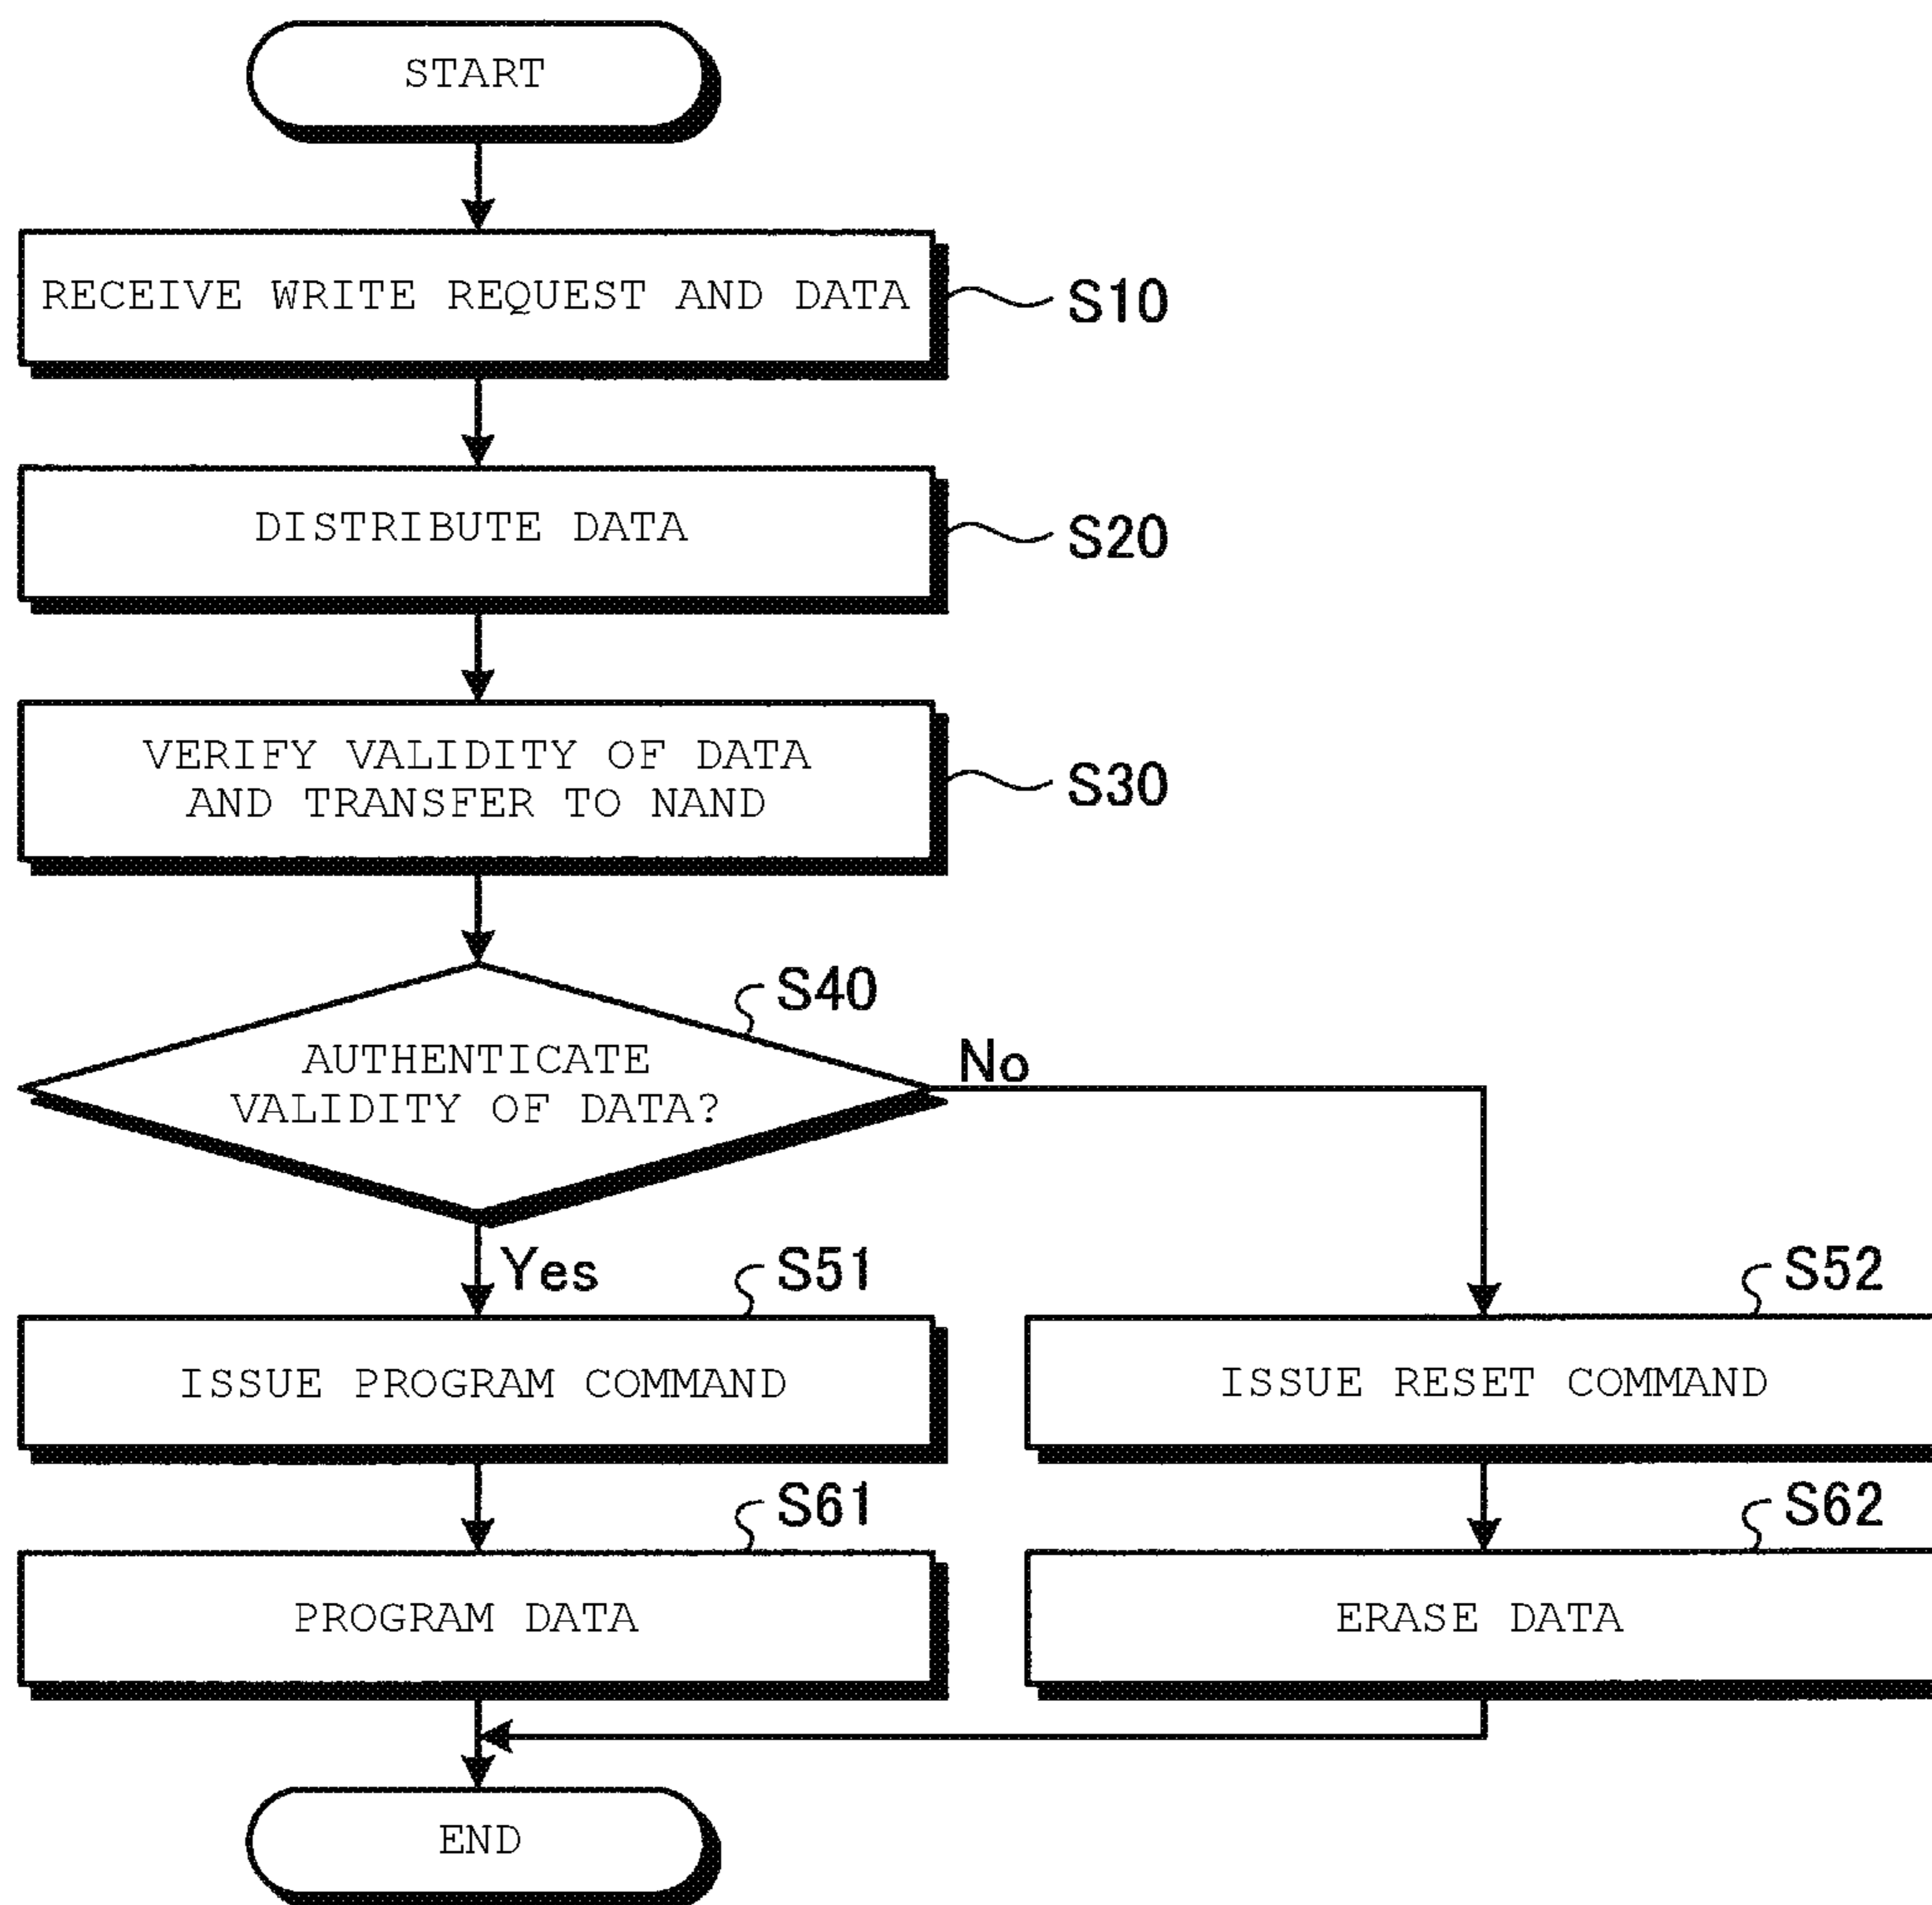 START
RECEIVE WRITE REQUEST AND DATA
S10
DISTRIBUTE DATA
S20
VERIFY VALIDITY OF DATA
AND TRANSFER TO NAND
S30
S40
AUTHENTICATE
VALIDITY OF DATA?
No
Yes
S51
ISSUE PROGRAM COMMAND
S52
ISSUE RESET COMMAND
S61
PROGRAM DATA
S62
ERASE DATA
END